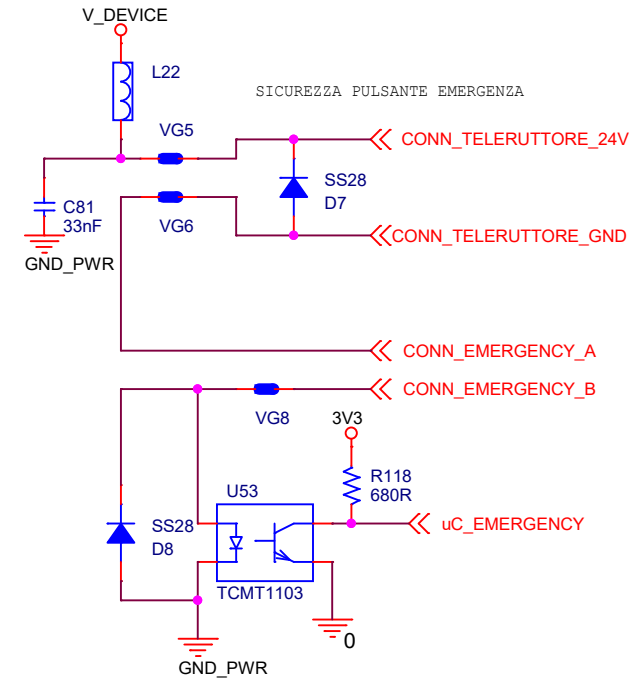 V_DEVICE
L22
SICUREZZA PULSANTE EMERGENZA
VG5
CONN_TELERUTTORE_24V
SS28
D7
C81
33nF
VG6
CONN_TELERUTTORE_GND
GND_PWR
CONN_EMERGENCY_A
CONN_EMERGENCY_B
VG8
3V3
R118
680R
U53
uC_EMERGENCY
SS28
D8
TCMT1103
0
GND_PWR